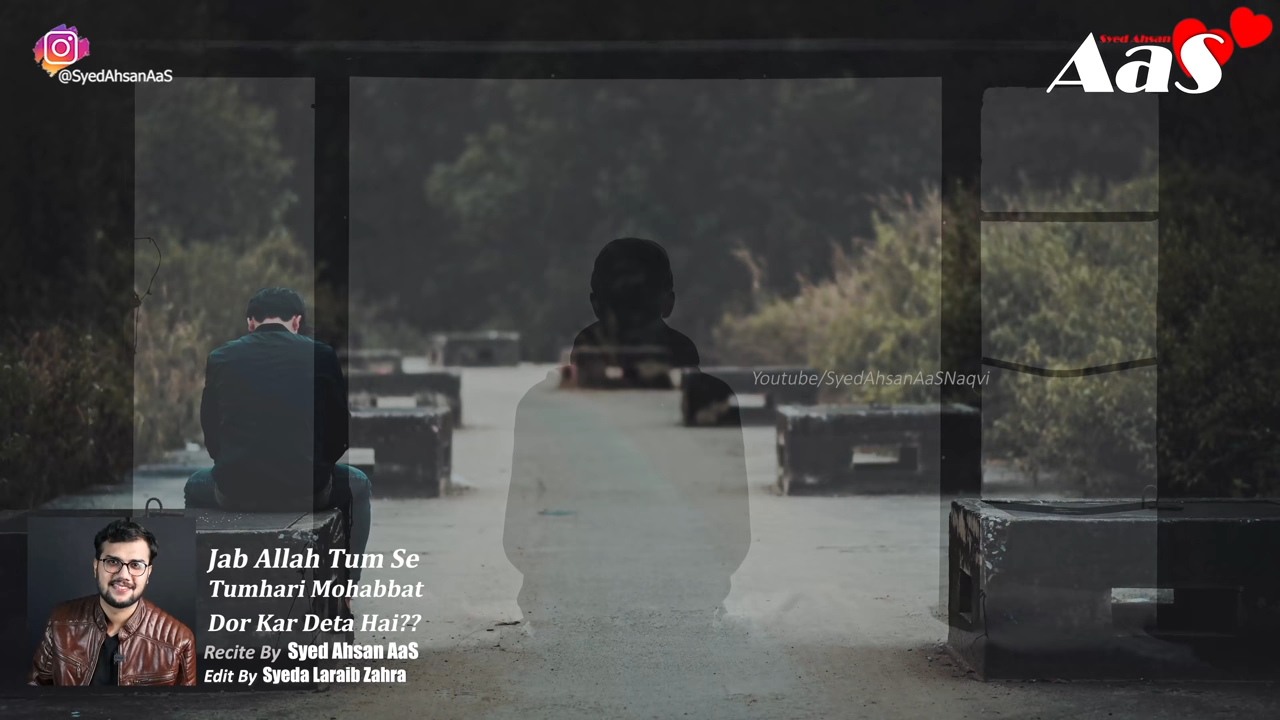 @SyedAhsanAaS
Syed Ahsan
AaS
Youtube/SyedAhsanAaSNaqvi
Jab Allah Tum Se
Tumhari Mohabbat
Dor Kar Deta Hai??
Recite By Syed Ahsan AaS
Edit By Syeda Laraib Zahra